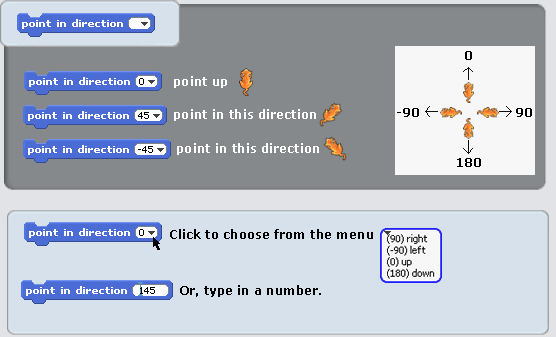 point in direction
point in direction 0 point up
point in direction 45 point in this direction
point in direction -45 point in this direction
0
-90 90
180
point in direction 0 Click to choose from the menu
(90) right
(-90) left
(0) up
(180) down
point in direction 145 Or, type in a number.